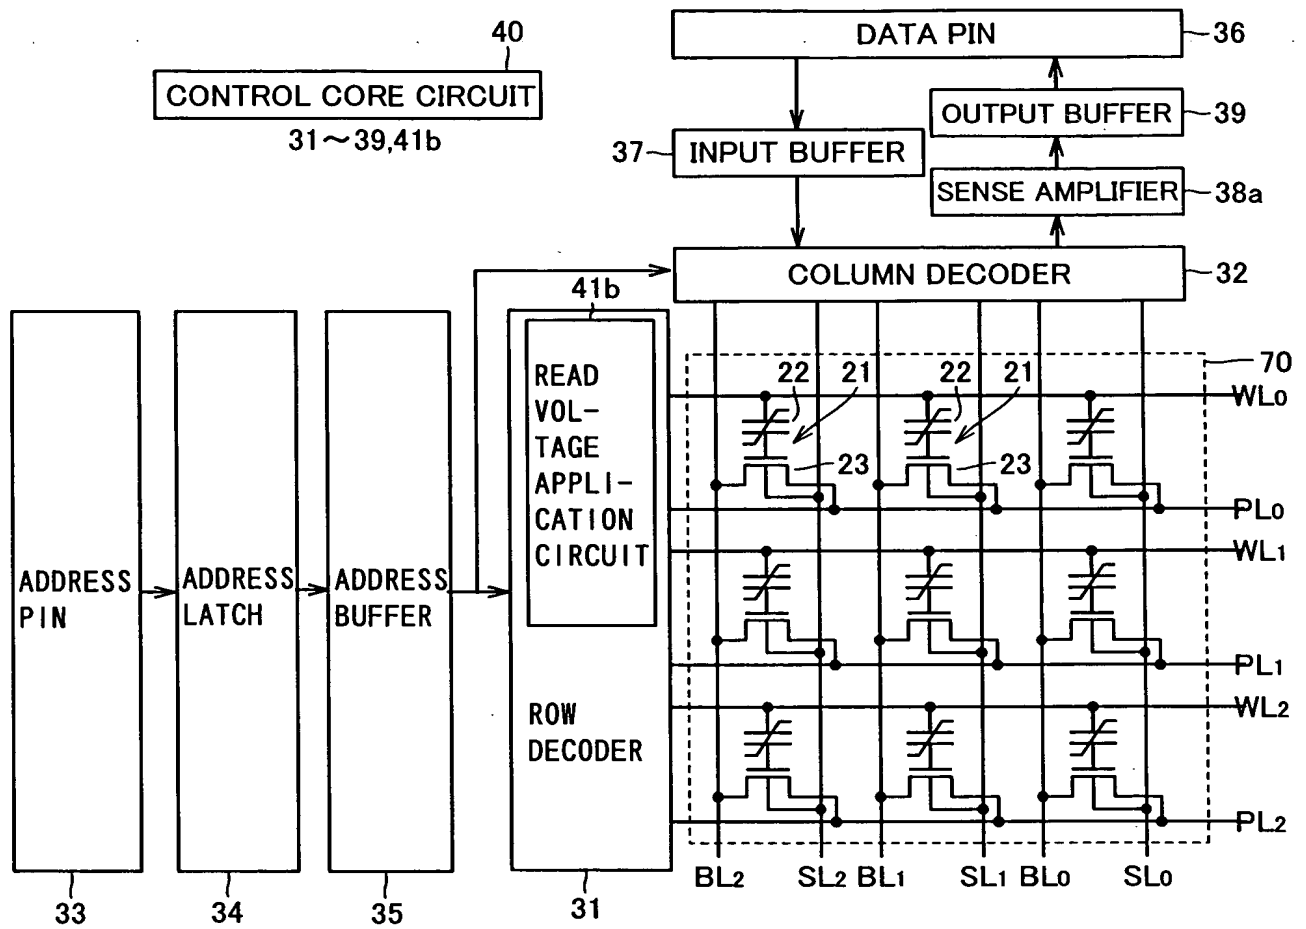 40
CONTROL CORE CIRCUIT
31～39,41b
DATA PIN
36
OUTPUT BUFFER
39
37
INPUT BUFFER
SENSE AMPLIFIER
38a
COLUMN DECODER
32
41b
READ
VOL-
TAGE
APPLI-
CATION
CIRCUIT
ROW
DECODER
31
ADDRESS
PIN
33
ADDRESS
LATCH
34
ADDRESS
BUFFER
35
70
22
21
22
21
23
23
WL0
PL0
WL1
PL1
WL2
PL2
BL2
SL2
BL1
SL1
BL0
SL0